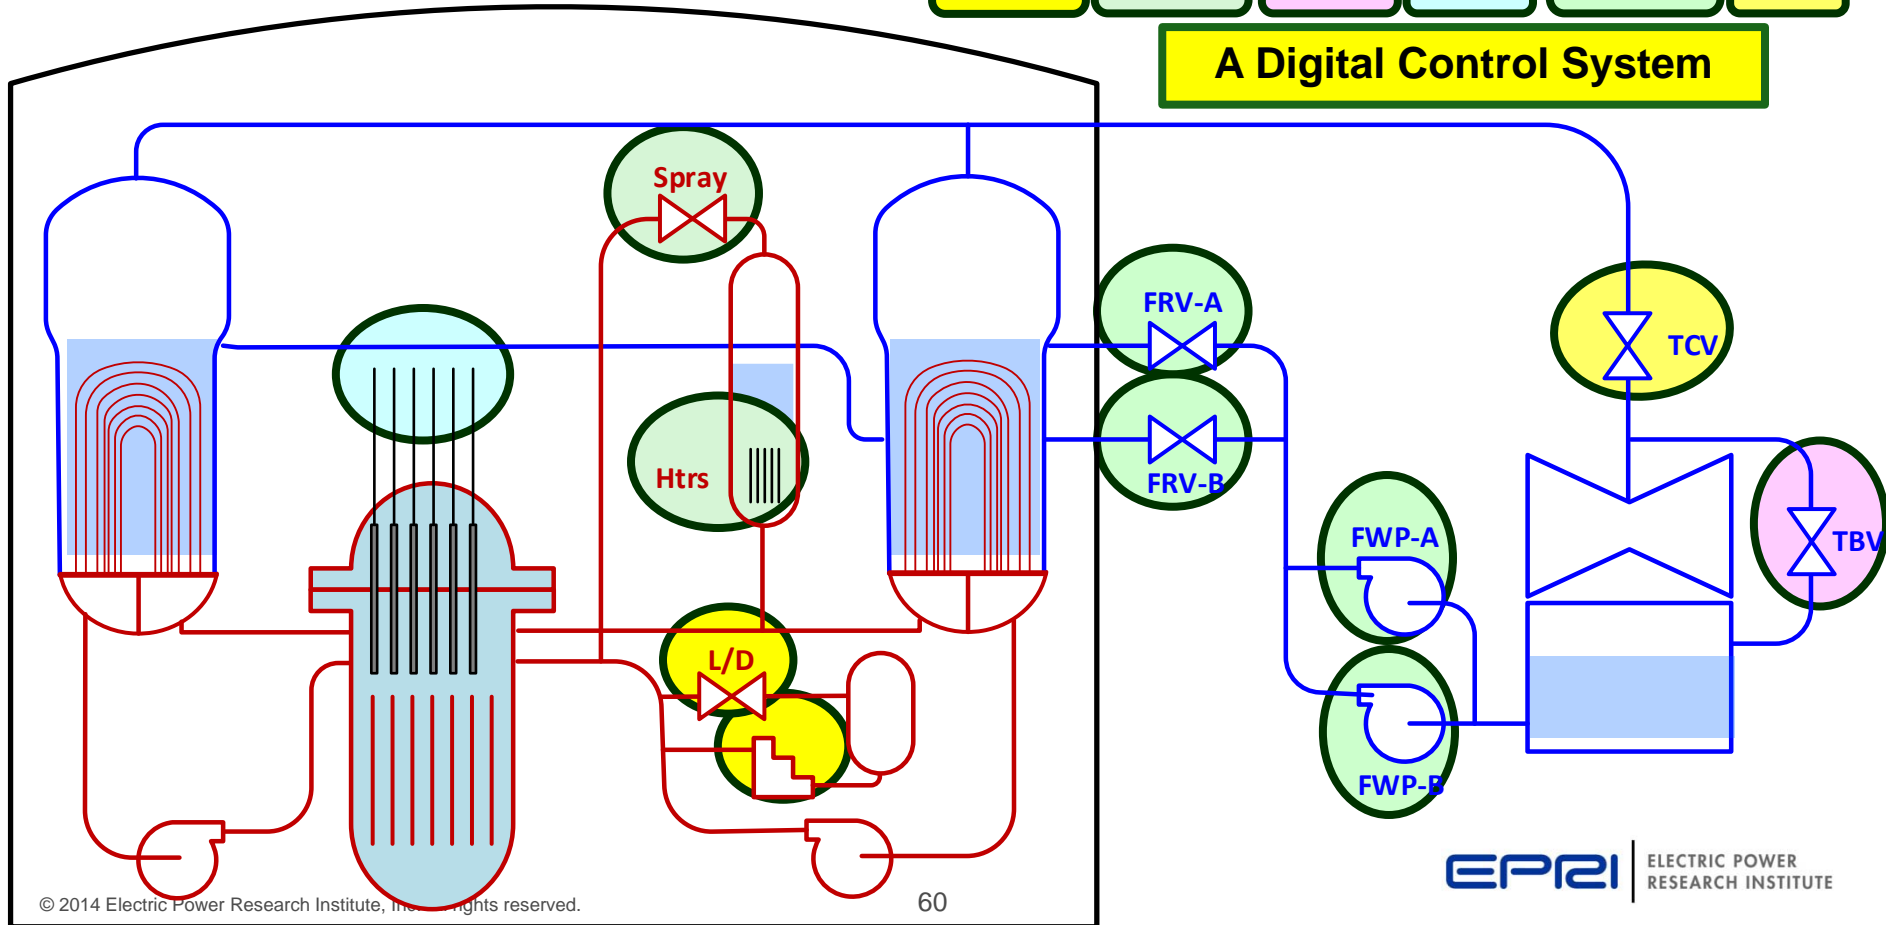 A Digital Control System
Spray
FRV-A
TCV
Htrs
FRV-B
FWP-A
TBV
L/D
FWP-B
EPRI
ELECTRIC POWER
RESEARCH INSTITUTE
© 2014 Electric Power Research Institute, rights reserved.
60